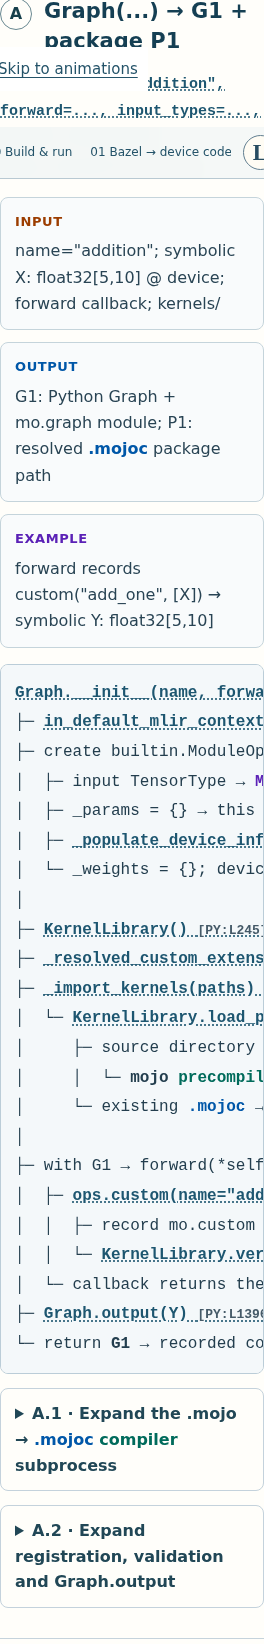 A Graph(...) → G1 +
package P1
Skip to animations
ddition",
forward=..., input_types=...,
Build & run 01 Bazel → device code
INPUT
name="addition"; symbolic
X: float32[5,10] @ device;
forward callback; kernels/
OUTPUT
G1: Python Graph +
mo.graph module; P1:
resolved .mojoc package
path
EXAMPLE
forward records
custom("add_one", [X]) →
symbolic Y: float32[5,10]
Graph.__init__(name, forwa
├─ in_default_mlir_context
├─ create builtin.ModuleOp
│ ├─ input TensorType → M
│ ├─ _params = {} → this
│ ├─ _populate_device_inf
│ └─ _weights = {}; devic
│
├─ KernelLibrary() [PY:L245
├─ _resolved_custom_extens
├─ _import_kernels(paths)
│ └─ KernelLibrary.load_p
│ ├─ source directory
│ │ └─ mojo precompil
│ └─ existing .mojoc →
│
├─ with G1 → forward(*self
│ ├─ ops.custom(name="add
│ │ ├─ record mo.custom
│ │ └─ KernelLibrary.ver
│ └─ callback returns the
├─ Graph.output(Y) [PY:L139
└─ return G1 → recorded co
▶ A.1 · Expand the .mojo
→ .mojoc compiler
subprocess
▶ A.2 · Expand
registration, validation
and Graph.output